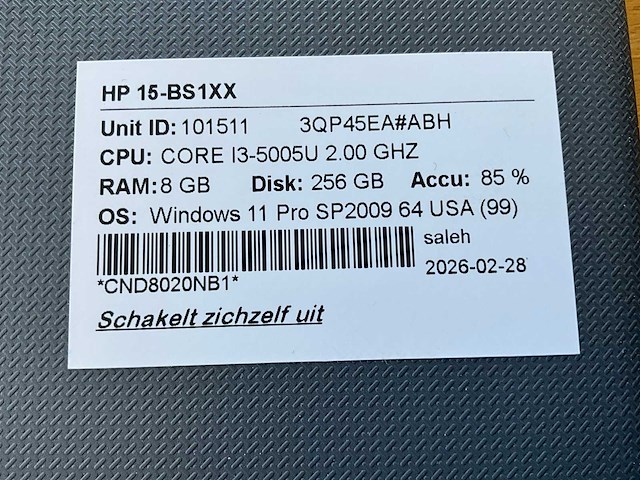 HP 15-BS1XX
Unit ID: 101511 3QP45EA#ABH
CPU: CORE I3-5005U 2.00 GHZ
RAM: 8 GB Disk: 256 GB Accu: 85 %
OS: Windows 11 Pro SP2009 64 USA (99)
saleh
*CND8020NB1* 2026-02-28
Schakelt zichzelf uit